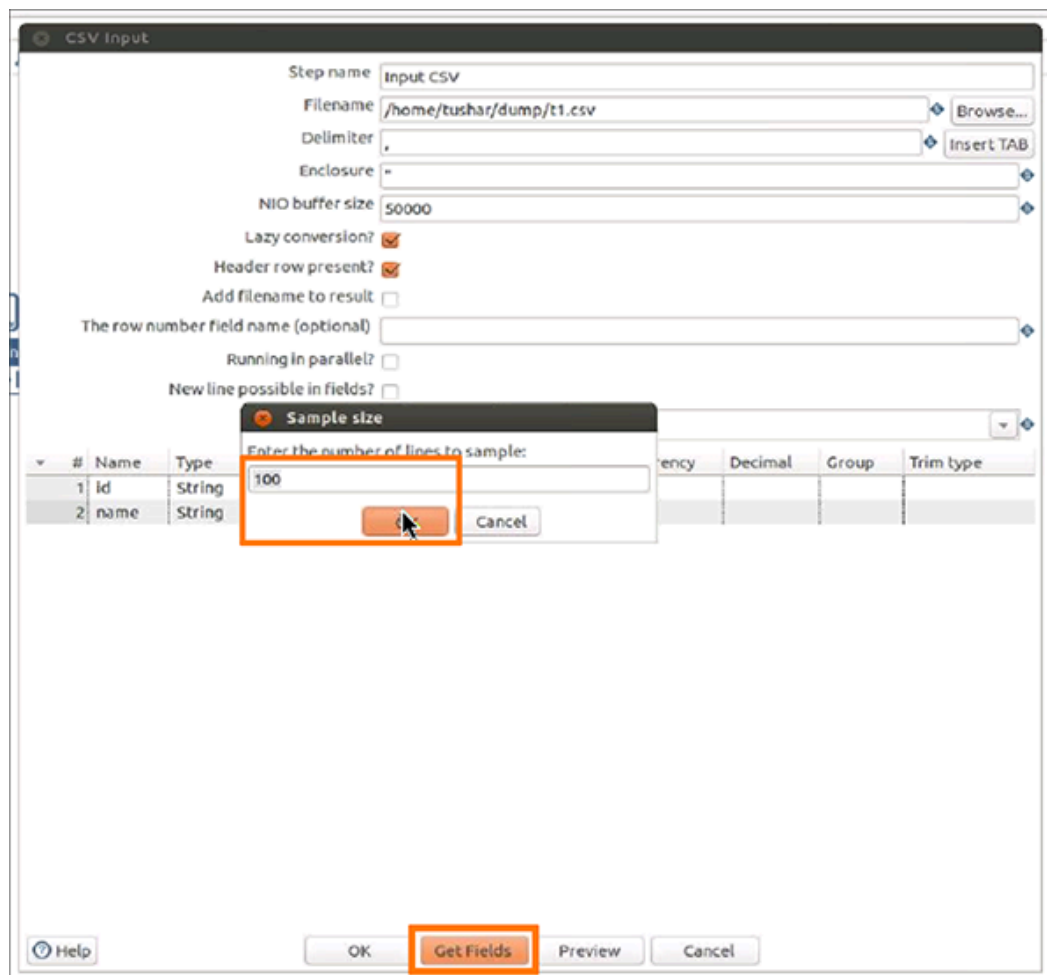 CSV Input
Step name Input CSV
Filename /home/tushar/dump/t1.csv Browse...
Delimiter , Insert TAB
Enclosure "
NIO buffer size 50000
Lazy conversion?
Header row present?
Add filename to result
The row number field name (optional)
Running in parallel?
New line possible in fields?
Sample size
Enter the number of lines to sample:
100
Cancel
# Name Type Decimal Group Trim type
1 id String
2 name String
Help OK Get Fields Preview Cancel